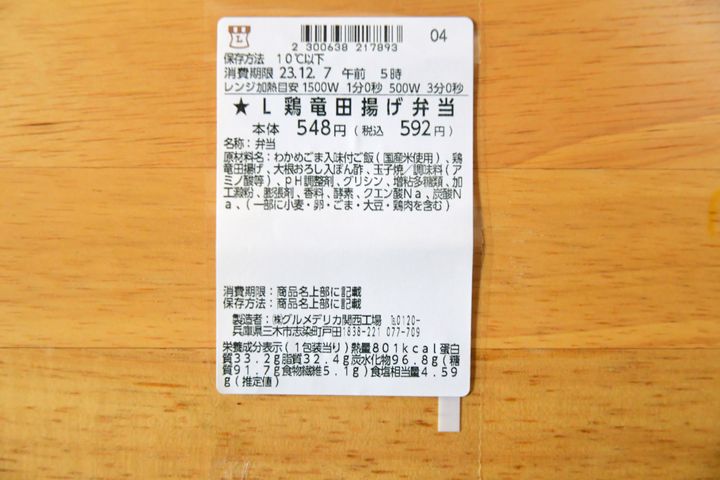 L
2 300638 217893
04
保存方法 10℃以下
消費期限 23.12. 7 午前 5時
レンジ加熱目安 1500W 1分0秒 500W 3分0秒
★L鶏竜田揚げ弁当
本体 548円(税込 592円)
名称:弁当
原材料名:わかめごま入味付ご飯(国産米使用)、鶏
竜田揚げ、大根おろし入ぽん酢、玉子焼/調味料(ア
ミノ酸等)、pH調整剤、グリシン、増粘多糖類、加
工澱粉、膨張剤、香料、酵素、クエン酸Na、炭酸N
a、(一部に小麦・卵・ごま・大豆・鶏肉を含む)
消費期限:商品名上部に記載
保存方法:商品名上部に記載
製造者:㈱グルメデリカ関西工場 ℡0120-
兵庫県三木市志染町戸田1838-221 077-709
栄養成分表示(1包装当り)熱量801kcal蛋白
質33.2g脂質32.4g炭水化物96.8g(糖
質91.7g食物繊維5.1g)食塩相当量4.59
g(推定値)